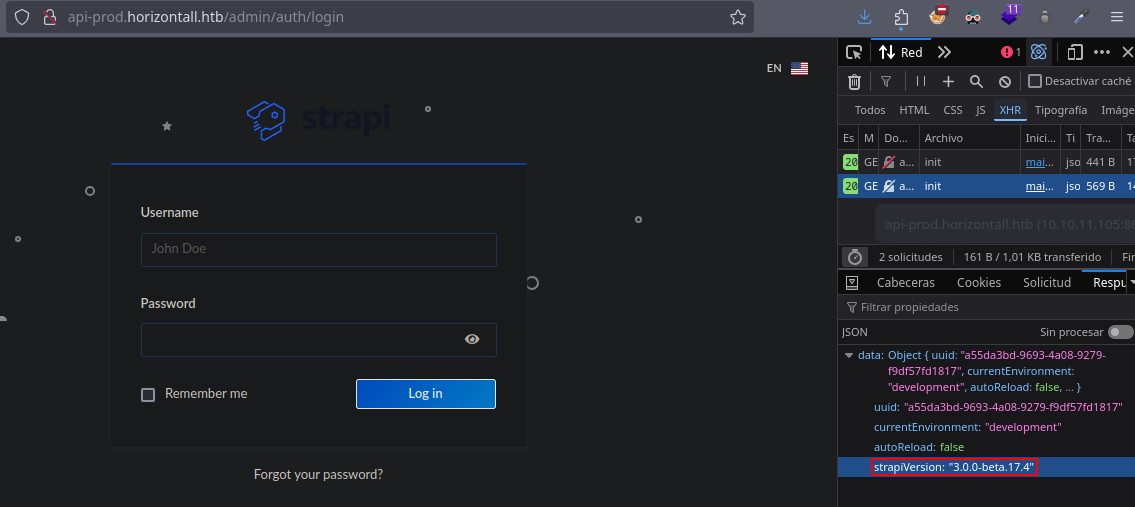 api-prod.horizontall.htb/admin/auth/login
11
EN
strapi
Username
John Doe
Password
Remember me
Log in
Forgot your password?
Red
1
Desactivar caché
Todos HTML CSS JS XHR Tipografía Imáge
Es M Do... Archivo Inici... Ti Tra... Ta
20 GE a... init mai... jso 441 B 17
20 GE a... init mai... jso 569 B 14
api-prod.horizontall.htb (10.10.11.105:80
2 solicitudes 161 B / 1,01 KB transferido Fin
Cabeceras Cookies Solicitud Respu
Filtrar propiedades
JSON Sin procesar
data: Object { uuid: "a55da3bd-9693-4a08-9279-
f9df57fd1817", currentEnvironment:
"development", autoReload: false, ... }
uuid: "a55da3bd-9693-4a08-9279-f9df57fd1817"
currentEnvironment: "development"
autoReload: false
strapiVersion: "3.0.0-beta.17.4"